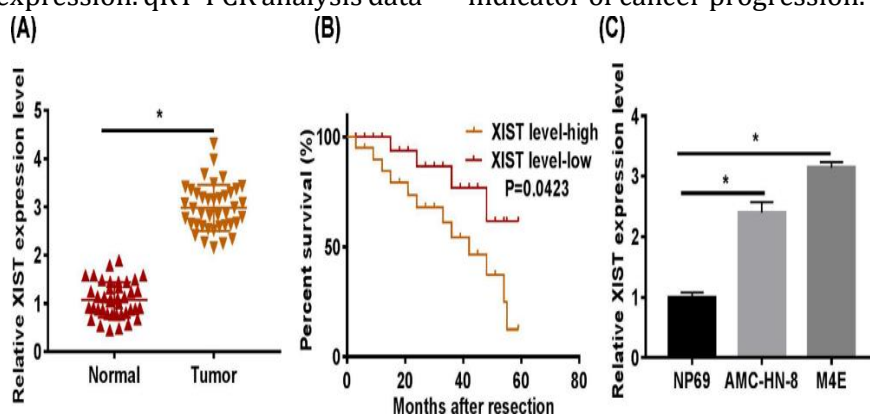 expression. qRT-PCR analysis data
indicator of cancer progression.
(A)
Relative XIST expression level
5
4
3
2
1
0
*
Normal
Tumor
(B)
Percent survival (%)
100
50
0
XIST level-high
XIST level-low
P=0.0423
0
20
40
60
80
Months after resection
(C)
Relative XIST expression level
4
3
2
1
0
*
*
NP69
AMC-HN-8
M4E